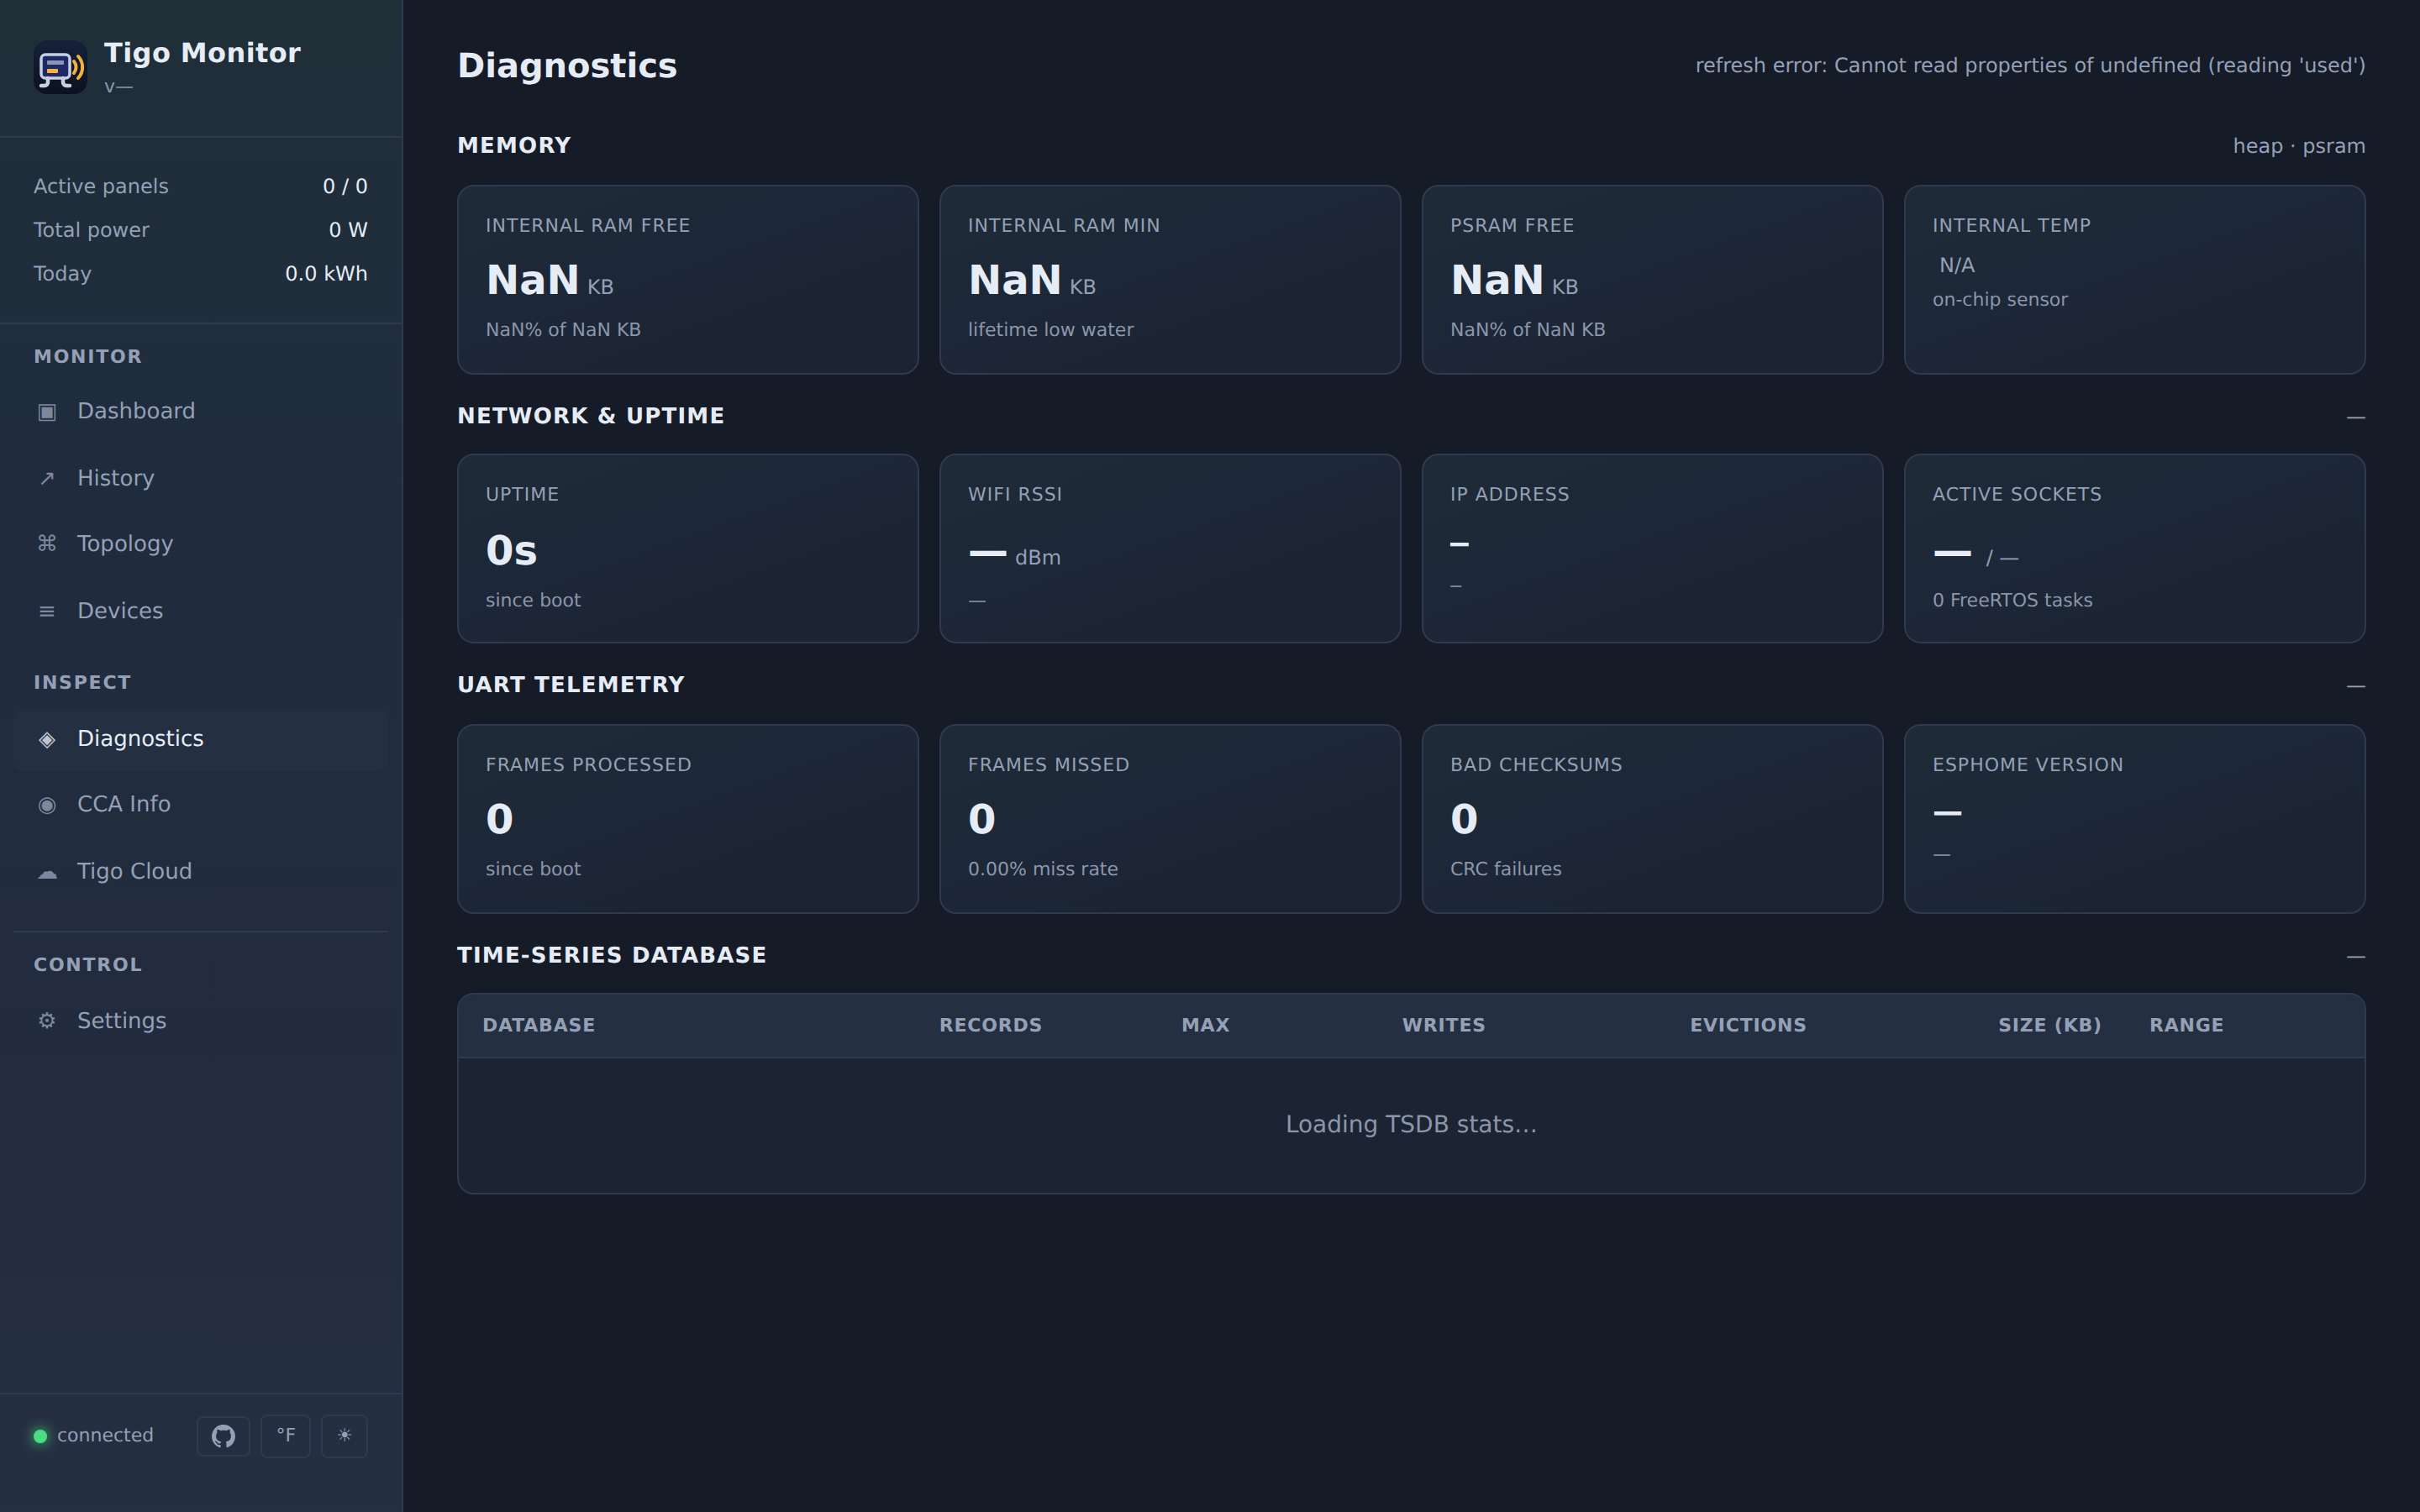 Tigo Monitor
v—
Active panels 0 / 0
Total power 0 W
Today 0.0 kWh
MONITOR
Dashboard
History
Topology
Devices
INSPECT
Diagnostics
CCA Info
Tigo Cloud
CONTROL
Settings
connected °F
Diagnostics
refresh error: Cannot read properties of undefined (reading 'used')
MEMORY heap · psram
INTERNAL RAM FREE
NaN KB
NaN% of NaN KB
INTERNAL RAM MIN
NaN KB
lifetime low water
PSRAM FREE
NaN KB
NaN% of NaN KB
INTERNAL TEMP
N/A
on-chip sensor
NETWORK & UPTIME —
UPTIME
0s
since boot
WIFI RSSI
— dBm
—
IP ADDRESS
—
—
ACTIVE SOCKETS
— / —
0 FreeRTOS tasks
UART TELEMETRY —
FRAMES PROCESSED
0
since boot
FRAMES MISSED
0
0.00% miss rate
BAD CHECKSUMS
0
CRC failures
ESPHOME VERSION
—
—
TIME-SERIES DATABASE —
DATABASE RECORDS MAX WRITES EVICTIONS SIZE (KB) RANGE
Loading TSDB stats…